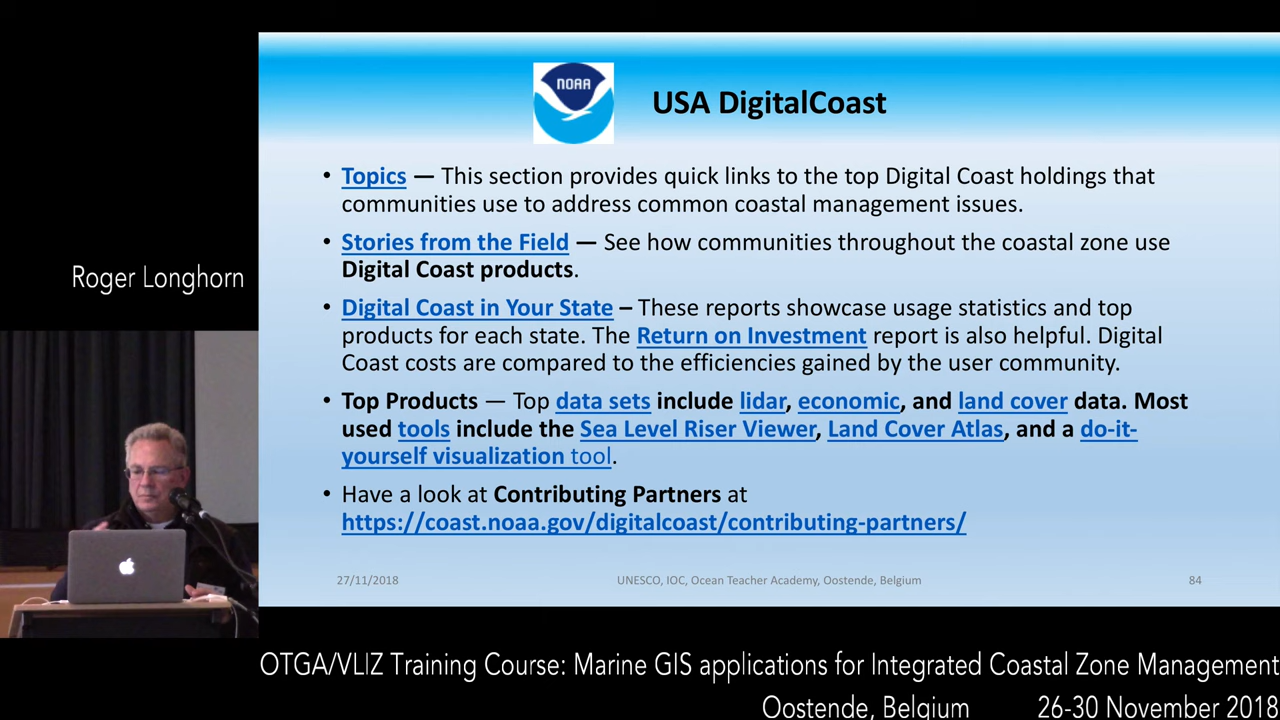 NOAA
USA DigitalCoast
• Topics — This section provides quick links to the top Digital Coast holdings that
communities use to address common coastal management issues.
• Stories from the Field — See how communities throughout the coastal zone use
Digital Coast products.
• Digital Coast in Your State – These reports showcase usage statistics and top
products for each state. The Return on Investment report is also helpful. Digital
Coast costs are compared to the efficiencies gained by the user community.
• Top Products — Top data sets include lidar, economic, and land cover data. Most
used tools include the Sea Level Riser Viewer, Land Cover Atlas, and a do-it-
yourself visualization tool.
• Have a look at Contributing Partners at
https://coast.noaa.gov/digitalcoast/contributing-partners/
27/11/2018 UNESCO, IOC, Ocean Teacher Academy, Oostende, Belgium 84
Roger Longhorn
OTGA/VLIZ Training Course: Marine GIS applications for Integrated Coastal Zone Management
Oostende, Belgium 26-30 November 2018